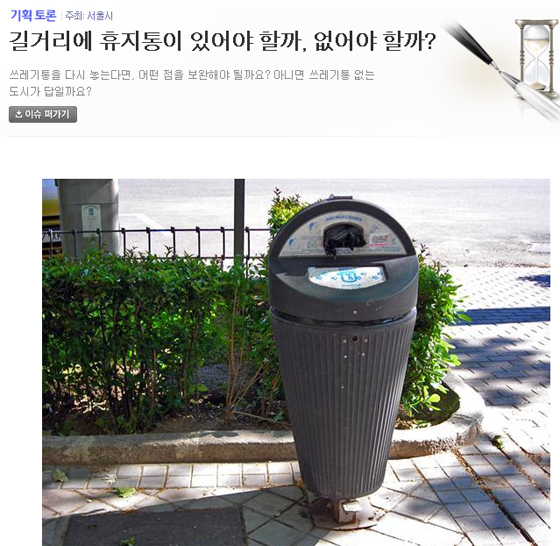 기획 토론 주최: 서울시
길거리에 휴지통이 있어야 할까, 없어야 할까?
쓰레기통을 다시 놓는다면, 어떤 점을 보완해야 될까요? 아니면 쓰레기통 없는
도시가 답일까요?
이슈 퍼가기